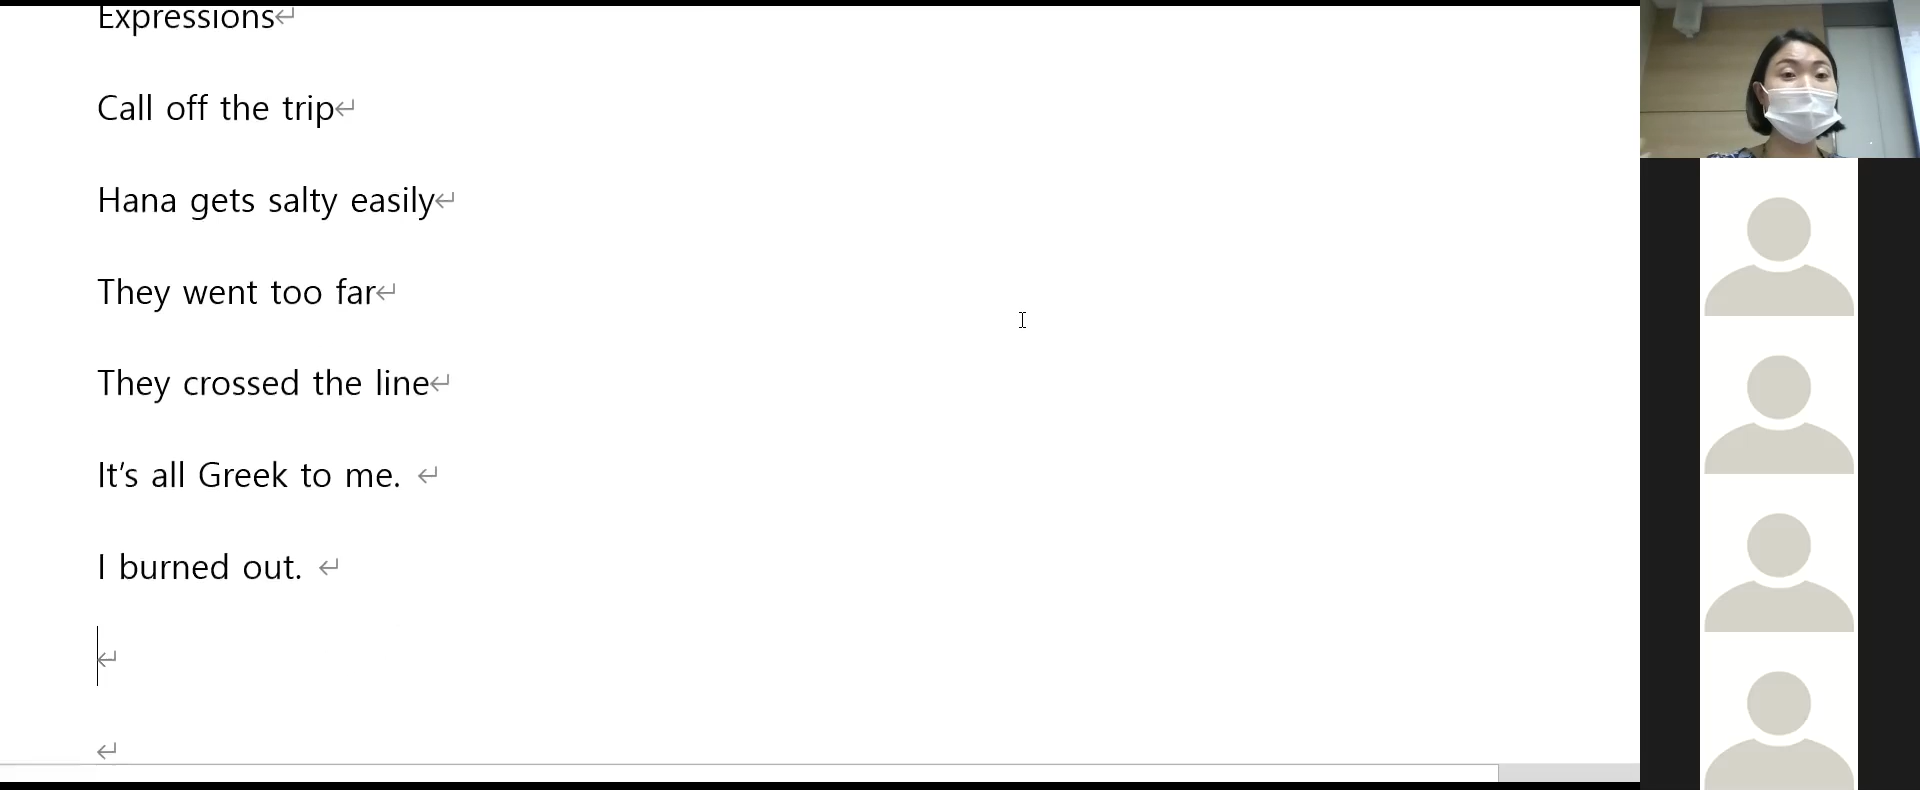 Expressions
Call off the trip
Hana gets salty easily
They went too far
They crossed the line
It's all Greek to me.
I burned out.